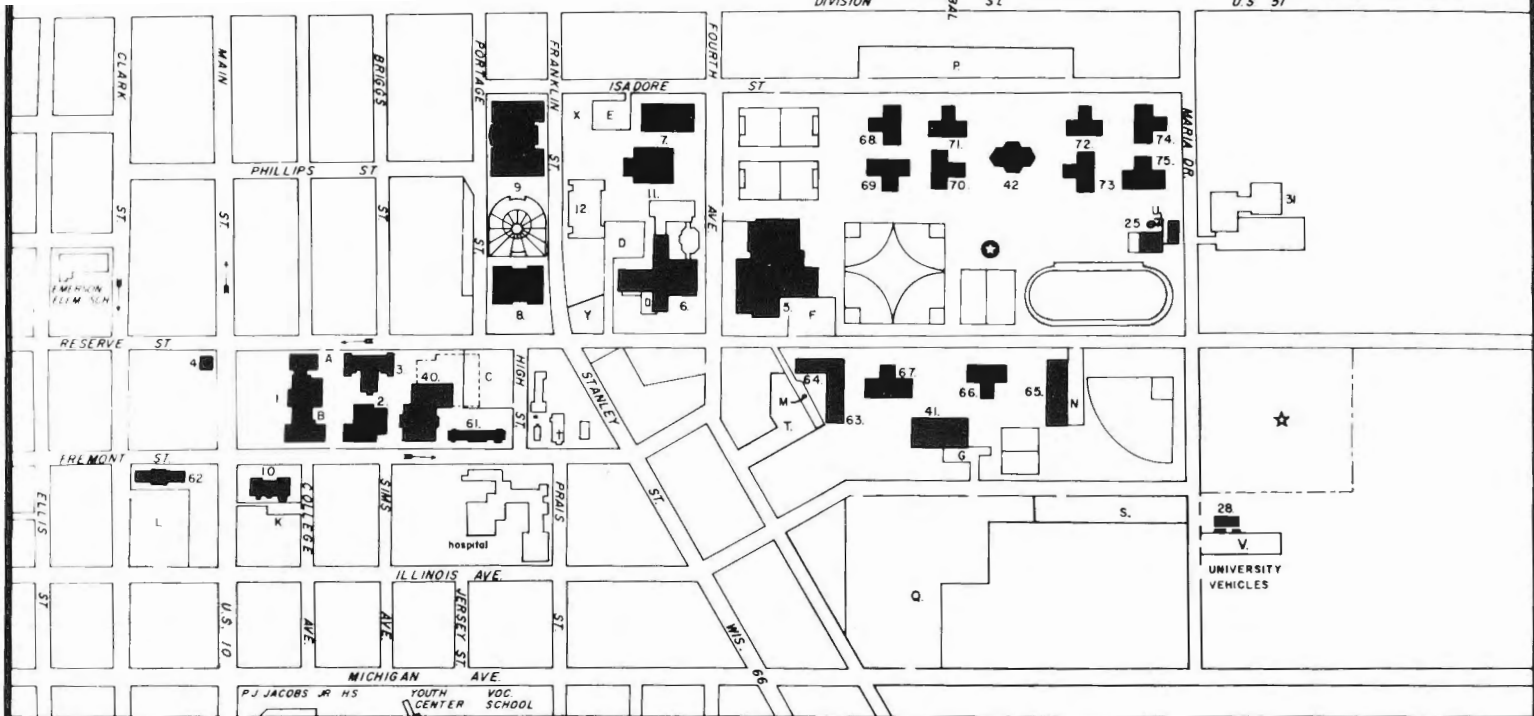 DIVISION ST.
U.S 51
CLARK ST.
MAIN ST.
BRIGGS ST.
PORTAGE ST.
FRANKLIN ST.
FOURTH AVE.
ISADORE ST
P.
MARIA DR.
X
E
7.
68.
71.
72.
74.
PHILLIPS ST
9
11.
69
70.
42
73
75.
12
31
D
25
U
EMERSON
ELEM SCH
8.
Y
D
6.
5.
F
RESERVE ST
4
A
3.
40.
C
HIGH ST.
STANLEY ST.
64.
67.
66.
65.
1
B
2.
61.
M
T.
63.
41.
N
G
FREMONT ST.
62
10
ELLIS ST
L
K
COLLEGE AVE.
SIMS AVE.
PRAIS ST.
hospital
S.
28.
V.
UNIVERSITY
VEHICLES
ILLINOIS AVE.
U.S. 10
JERSEY ST.
Q.
WIS. 66
MICHIGAN AVE.
P J JACOBS JR HS
YOUTH
CENTER
VOC.
SCHOOL